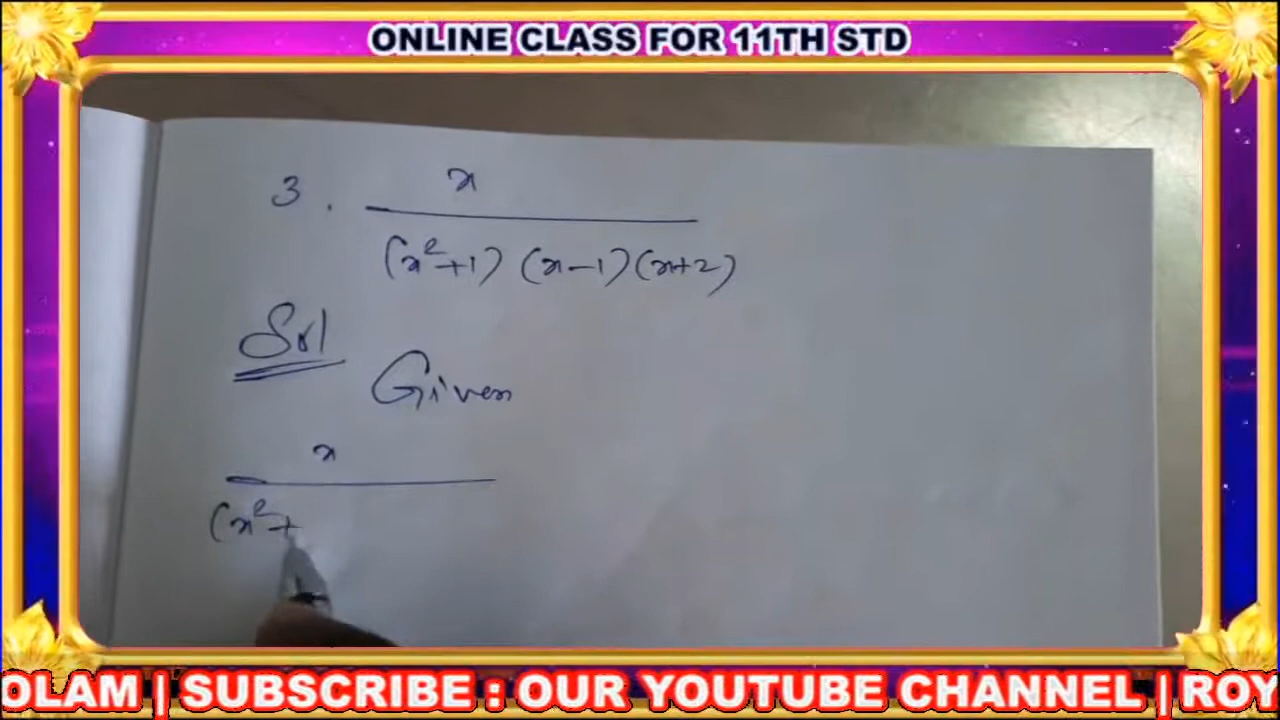 ONLINE CLASS FOR 11TH STD
3. x
(x²+1) (x-1) (x+2)
Sol
Given
x
(x²+
OLAM | SUBSCRIBE : OUR YOUTUBE CHANNEL | ROY